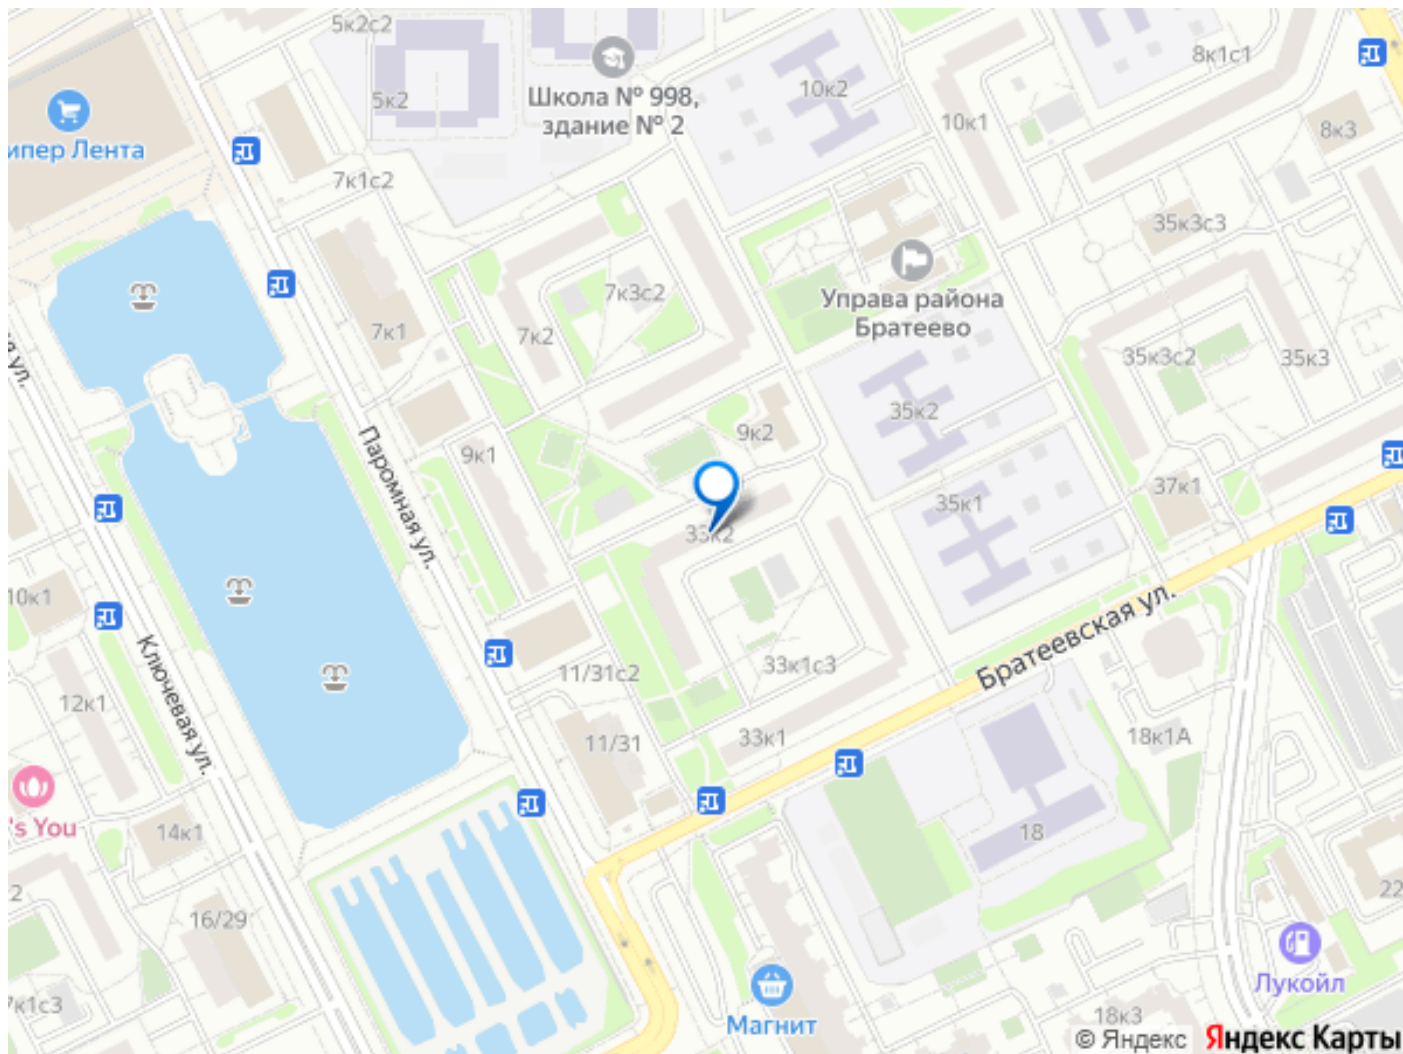 5к2с2
8к1с1
5к2
Школа № 998,
здание № 2
10к2
10к1
8к3
ипер Лента
7к1с2
35к3с3
7к3с2
Управа района
Братеево
7к1
7к2
35к3с2
35к3
я ул.
35к2
9к2
9к1
Паромная ул.
37к1
35к1
33к2
10к1
Братеевская ул.
Ключевая ул.
11/31с2
33к1с3
12к1
11/31
33к1
18к1А
's You
14к1
18
22
2
16/29
Лукойл
7к1с3
Магнит
18к3
© Яндекс Яндекс Карты